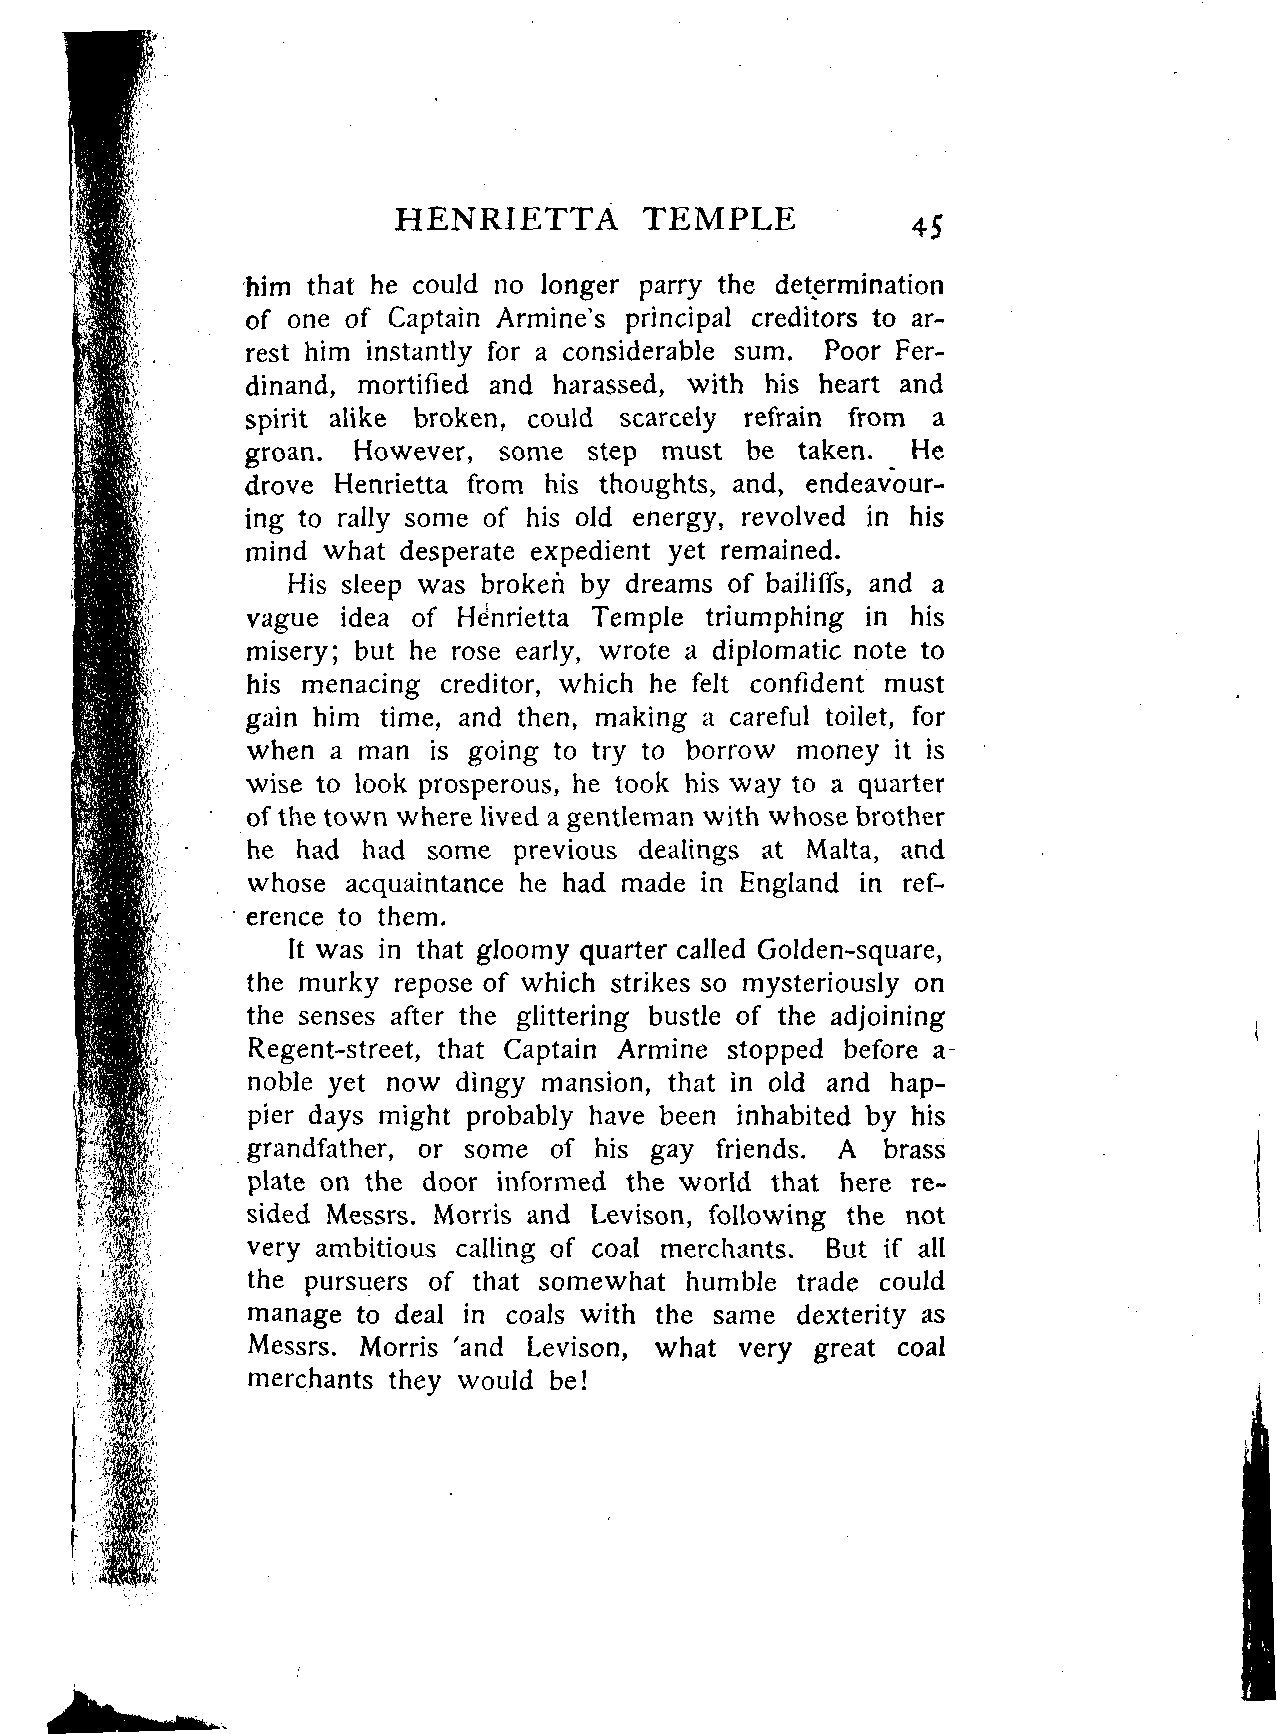 HENRIETTA TEMPLE 45
him that he could no longer parry the determination
of one of Captain Armine's principal creditors to ar-
rest him instantly for a considerable sum. Poor Fer-
dinand, mortified and harassed, with his heart and
spirit alike broken, could scarcely refrain from a
groan. However, some step must be taken. He
drove Henrietta from his thoughts, and, endeavour-
ing to rally some of his old energy, revolved in his
mind what desperate expedient yet remained.
His sleep was broken by dreams of bailiffs, and a
vague idea of Henrietta Temple triumphing in his
misery; but he rose early, wrote a diplomatic note to
his menacing creditor, which he felt confident must
gain him time, and then, making a careful toilet, for
when a man is going to try to borrow money it is
wise to look prosperous, he took his way to a quarter
of the town where lived a gentleman with whose brother
he had had some previous dealings at Malta, and
whose acquaintance he had made in England in ref-
erence to them.
It was in that gloomy quarter called Golden-square,
the murky repose of which strikes so mysteriously on
the senses after the glittering bustle of the adjoining
Regent-street, that Captain Armine stopped before a
noble yet now dingy mansion, that in old and hap-
pier days might probably have been inhabited by his
grandfather, or some of his gay friends. A brass
plate on the door informed the world that here re-
sided Messrs. Morris and Levison, following the not
very ambitious calling of coal merchants. But if all
the pursuers of that somewhat humble trade could
manage to deal in coals with the same dexterity as
Messrs. Morris and Levison, what very great coal
merchants they would be!